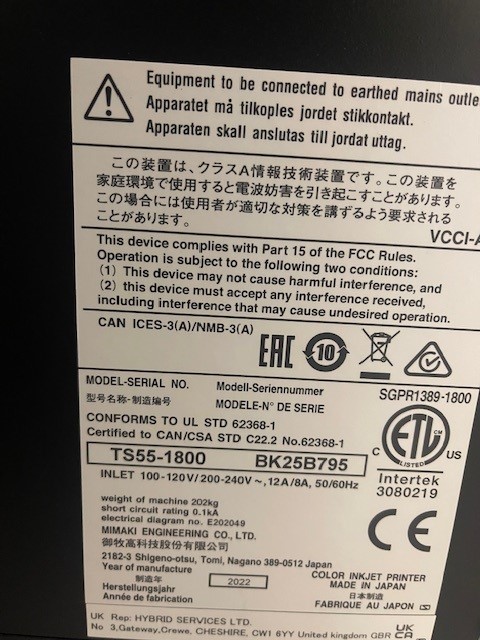 Equipment to be connected to earthed mains outle
Apparatet må tilkoples jordet stikkontakt.
Apparaten skall anslutas till jordat uttag.
この装置は、クラスA情報技術装置です。この装置を
家庭環境で使用すると電波妨害を引き起こすことがあります。
この場合には使用者が適切な対策を講ずるよう要求される
ことがあります。
VCCI-A
This device complies with Part 15 of the FCC Rules.
Operation is subject to the following two conditions:
(1) This device may not cause harmful interference, and
(2) this device must accept any interference received,
including interference that may cause undesired operation.
CAN ICES-3(A)/NMB-3(A)
EAC 10
MODEL-SERIAL NO. Modell-Seriennummer SGPR1389-1800
型号名称·制造编号 MODELE-N° DE SERIE
CONFORMS TO UL STD 62368-1
Certified to CAN/CSA STD C22.2 No.62368-1
C ETL CM US
LISTED
TS55-1800 BK25B795
Intertek
3080219
INLET 100-120V/200-240V~,12A/8A, 50/60Hz
weight of machine 202kg
short circuit rating 0.1kA
electrical diagram no. E202049
CE
MIMAKI ENGINEERING CO., LTD.
御牧高科技股份有限公司
2182-3 Shigeno-otsu, Tomi, Nagano 389-0512 Japan
Year of manufacture
制造年
Herstellungsjahr
Année de fabrication
2022
COLOR INKJET PRINTER
MADE IN JAPAN
日本制造
FABRIQUE AU JAPON
UK Rep: HYBRID SERVICES LTD.
No 3,Gateway,Crewe, CHESHIRE, CW1 6YY United kingdom GBR
UK
CA